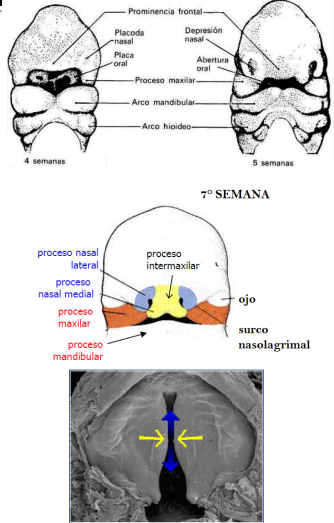 Prominencia frontal
Placoda
nasal
Placa
oral
Depresión
nasal
Abertura
oral
Proceso maxilar
Arco mandibular
Arco hioideo
4 semanas
5 semanas
7° SEMANA
proceso nasal
lateral
proceso
intermaxilar
proceso
nasal medial
ojo
proceso
maxilar
surco
nasolagrimal
proceso
mandibular